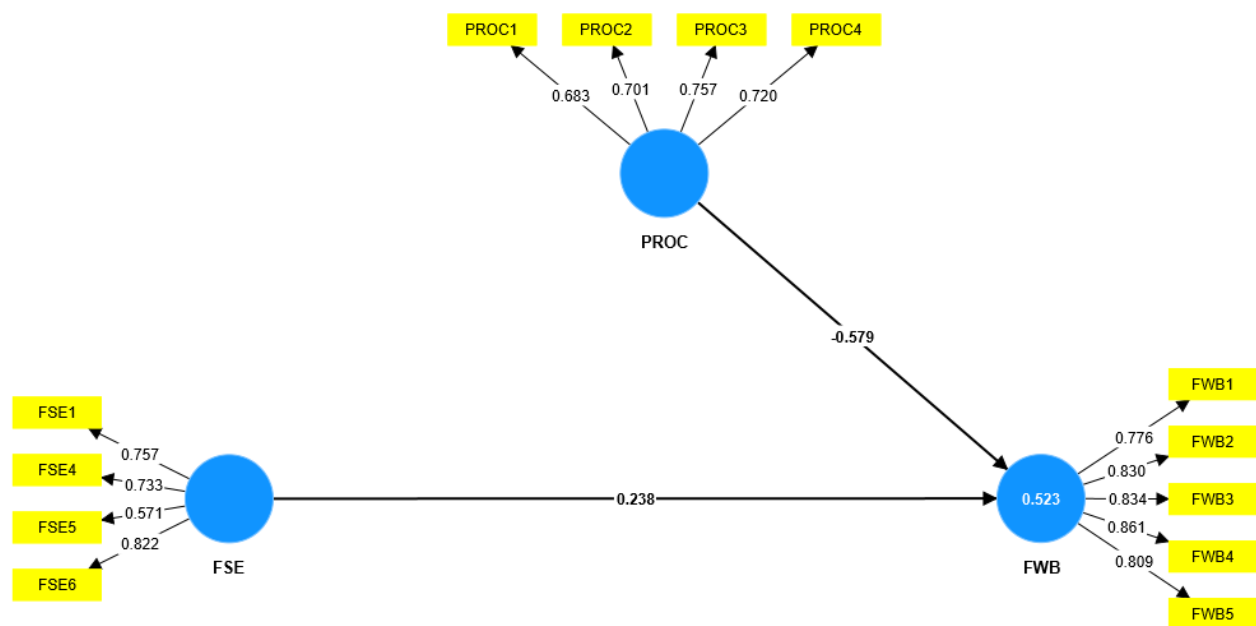 PROC1 PROC2 PROC3 PROC4
0.683 0.701 0.757 0.720
PROC
-0.579
FSE1
0.757
FSE4
0.733
FSE5
0.571
FSE6
0.822
FSE
0.238
0.523
FWB
FWB1
0.776
FWB2
0.830
FWB3
0.834
FWB4
0.861
FWB5
0.809